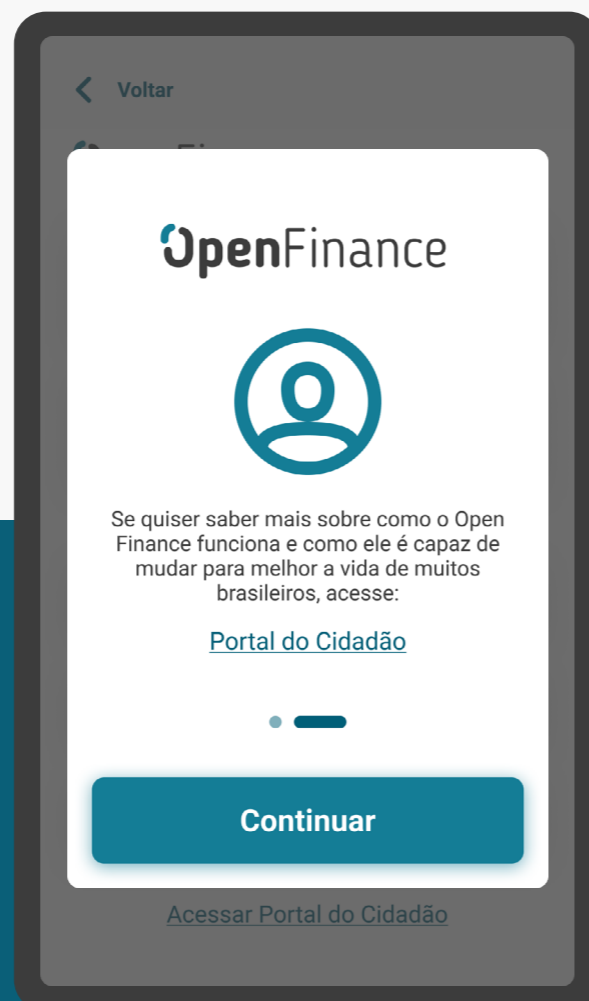 Voltar
OpenFinance
Se quiser saber mais sobre como o Open
Finance funciona e como ele é capaz de
mudar para melhor a vida de muitos
brasileiros, acesse:
Portal do Cidadão
Continuar
Acessar Portal do Cidadão